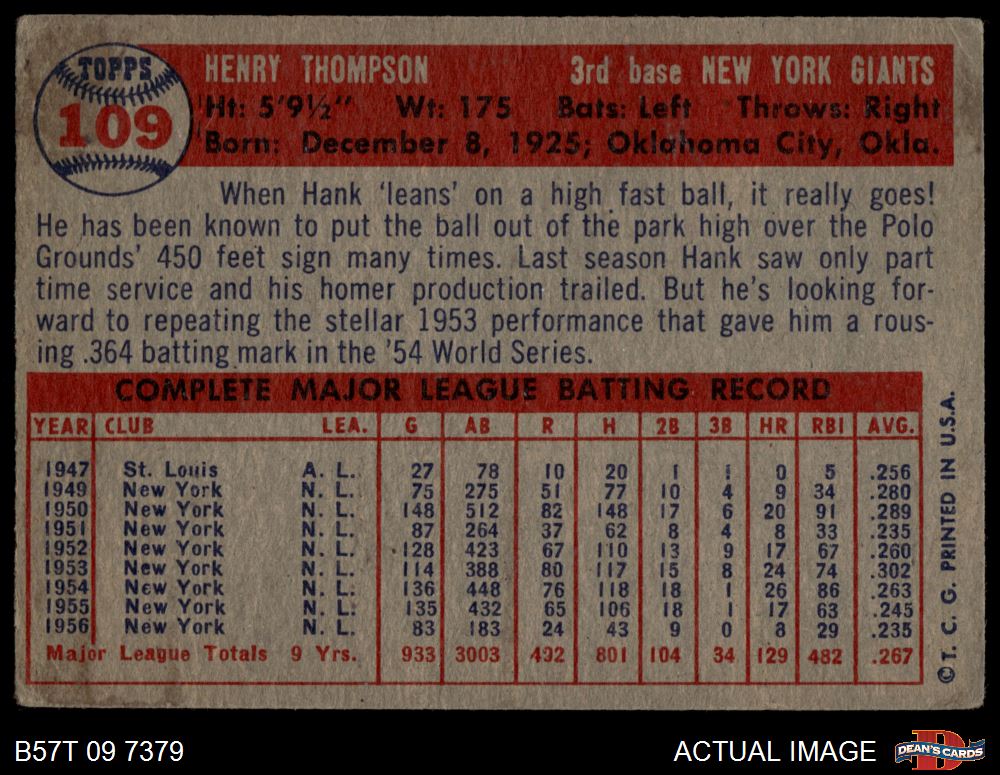 TOPPS
109
HENRY THOMPSON 3rd base NEW YORK GIANTS
Ht: 5'9½" Wt: 175 Bats: Left Throws: Right
Born: December 8, 1925; Oklahoma City, Okla.
When Hank 'leans' on a high fast ball, it really goes!
He has been known to put the ball out of the park high over the Polo
Grounds' 450 feet sign many times. Last season Hank saw only part
time service and his homer production trailed. But he's looking for-
ward to repeating the stellar 1953 performance that gave him a rous-
ing .364 batting mark in the '54 World Series.
COMPLETE MAJOR LEAGUE BATTING RECORD
YEAR CLUB LEA. G AB R H 2B 3B HR RBI AVG.
1947 St. Louis A. L. 27 78 10 20 1 1 0 5 .256
1949 New York N. L. 75 275 51 77 10 4 9 34 .280
1950 New York N. L. 148 512 82 148 17 6 20 91 .289
1951 New York N. L. 87 264 37 62 8 4 8 33 .235
1952 New York N. L. 128 423 67 110 13 9 17 67 .260
1953 New York N. L. 114 388 80 117 15 8 24 74 .302
1954 New York N. L. 136 448 76 118 18 1 26 86 .263
1955 New York N. L. 135 432 65 106 18 1 17 63 .245
1956 New York N. L. 83 183 24 43 9 0 8 29 .235
Major League Totals 9 Yrs. 933 3003 492 801 104 34 129 482 .267
© T. C. G. PRINTED IN U.S.A.
B57T 09 7379 ACTUAL IMAGE DEAN'S CARDS